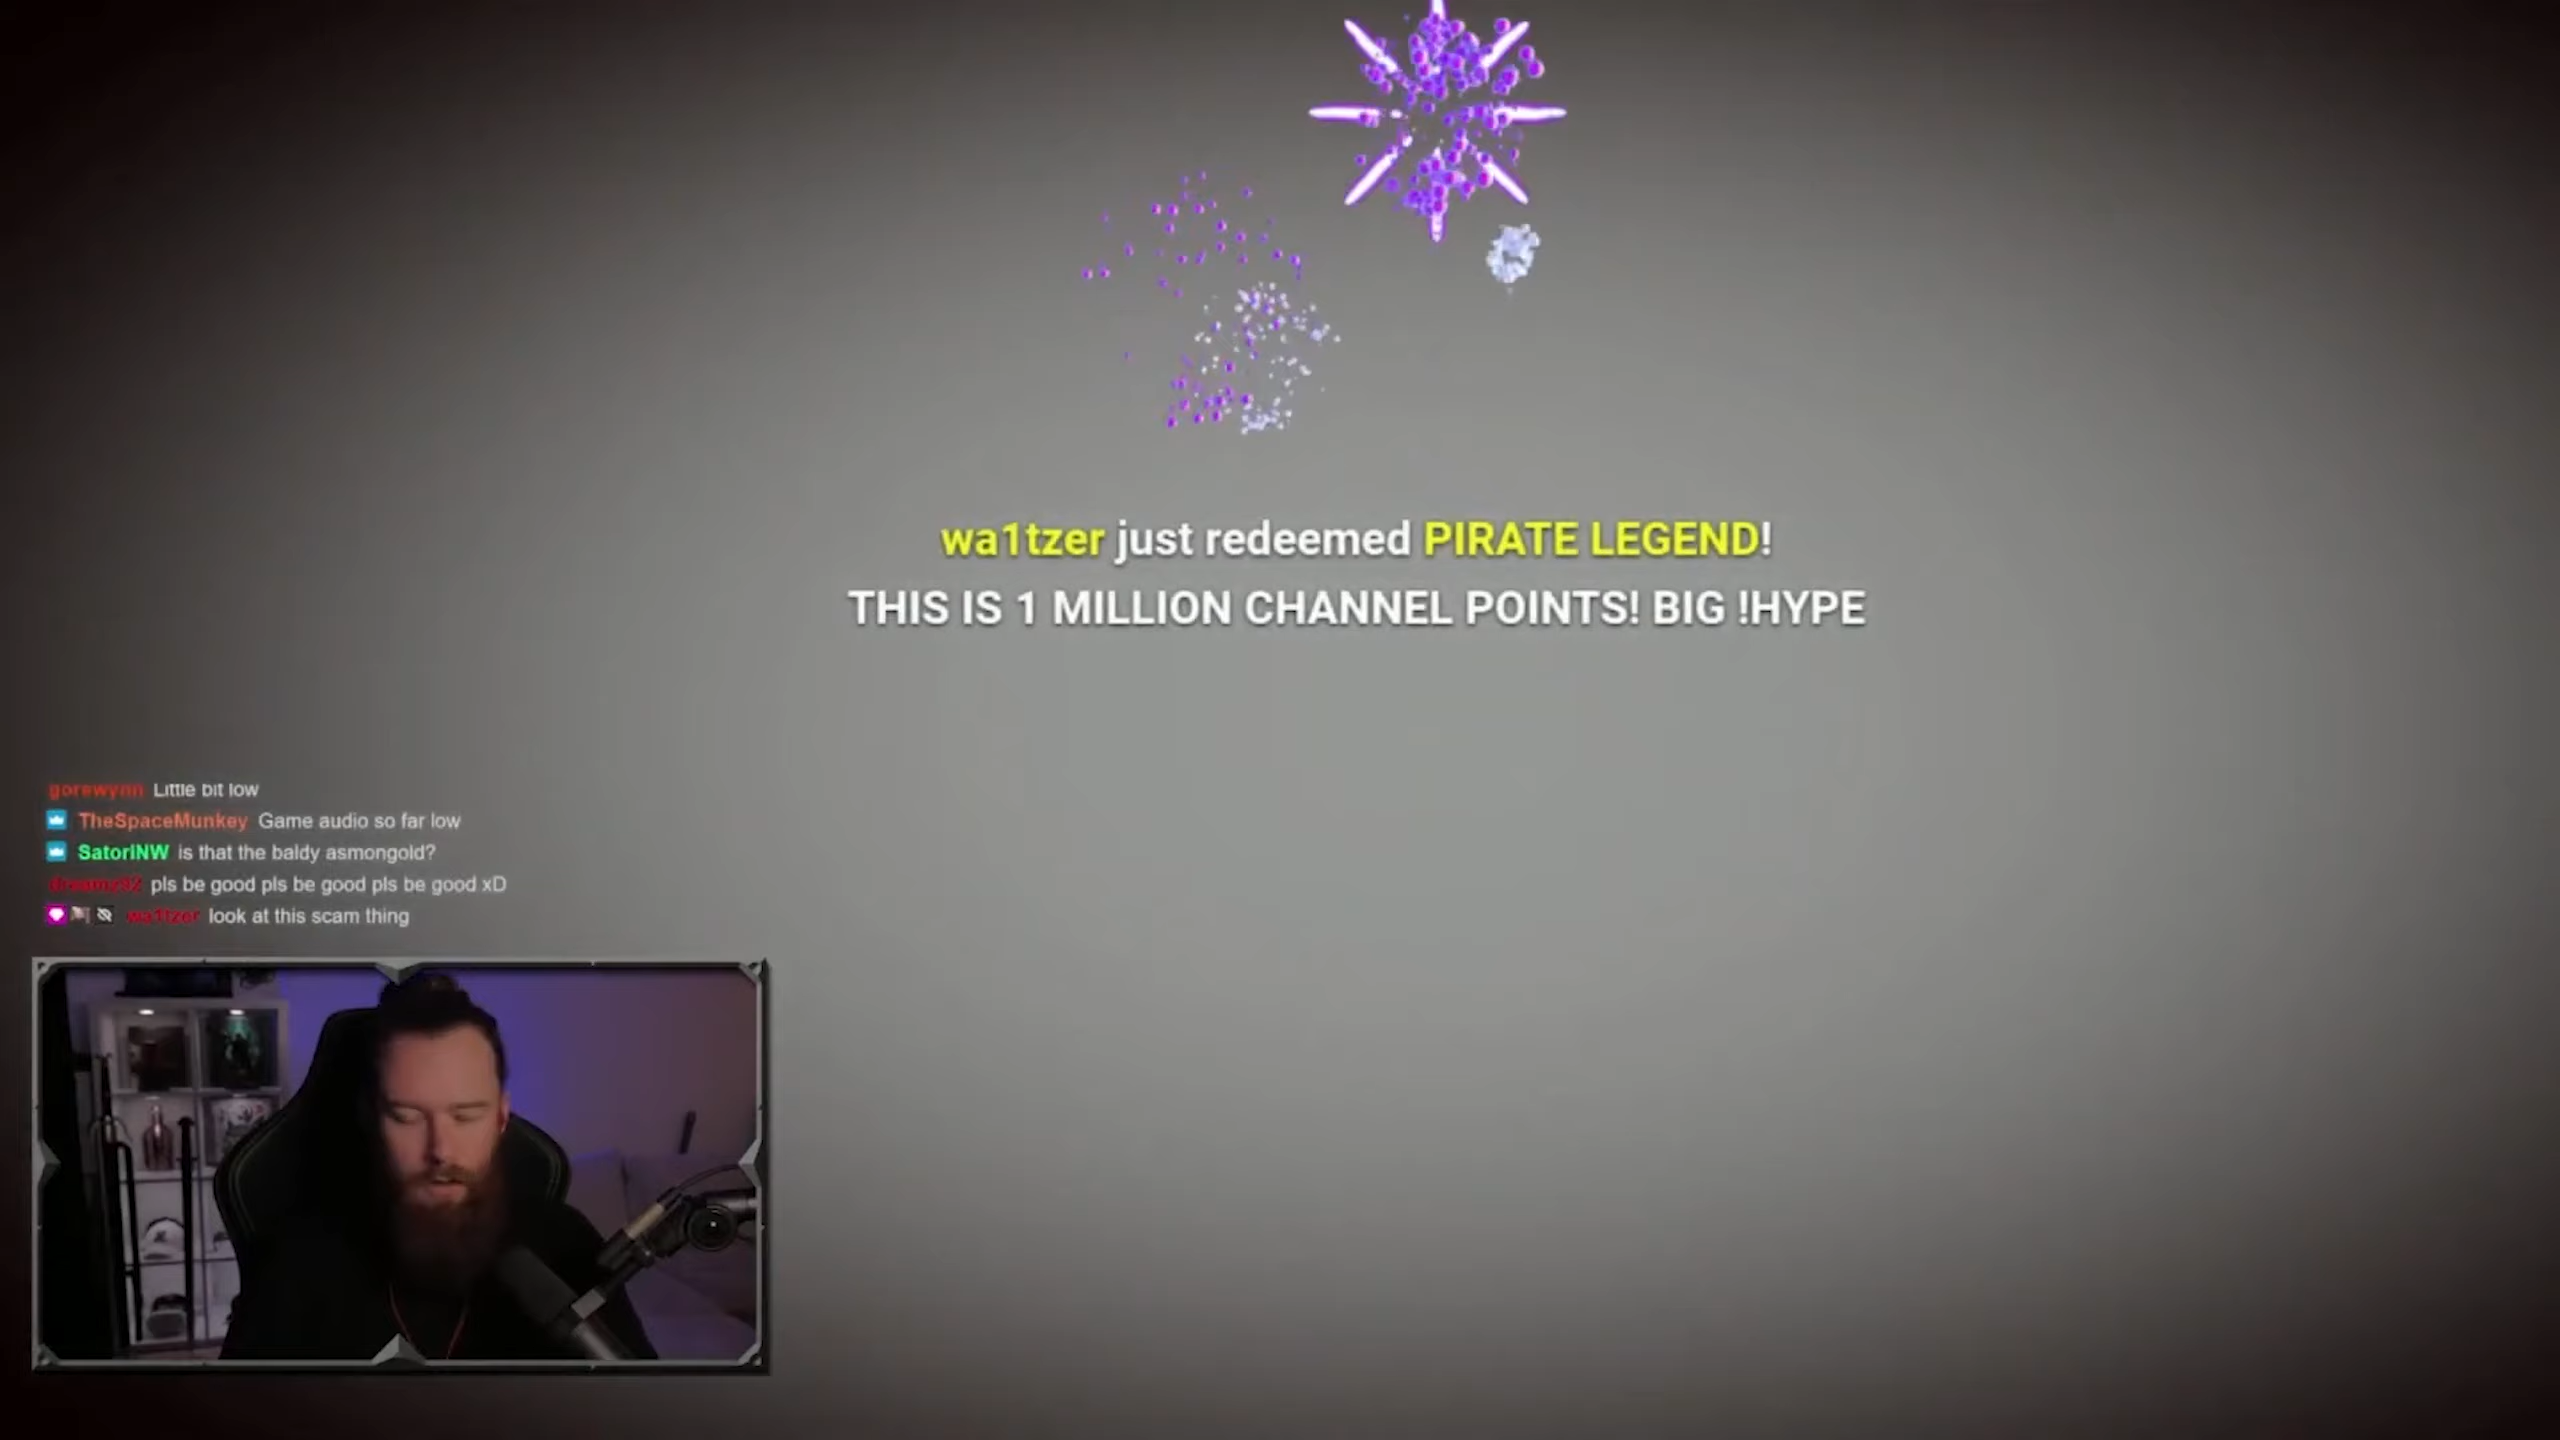 wa1tzer just redeemed PIRATE LEGEND!
THIS IS 1 MILLION CHANNEL POINTS! BIG !HYPE
gorewynn Little bit low
TheSpaceMunkey Game audio so far low
SatorINW is that the baldy asmongold?
pls be good pls be good pls be good xD
wa1tzer look at this scam thing